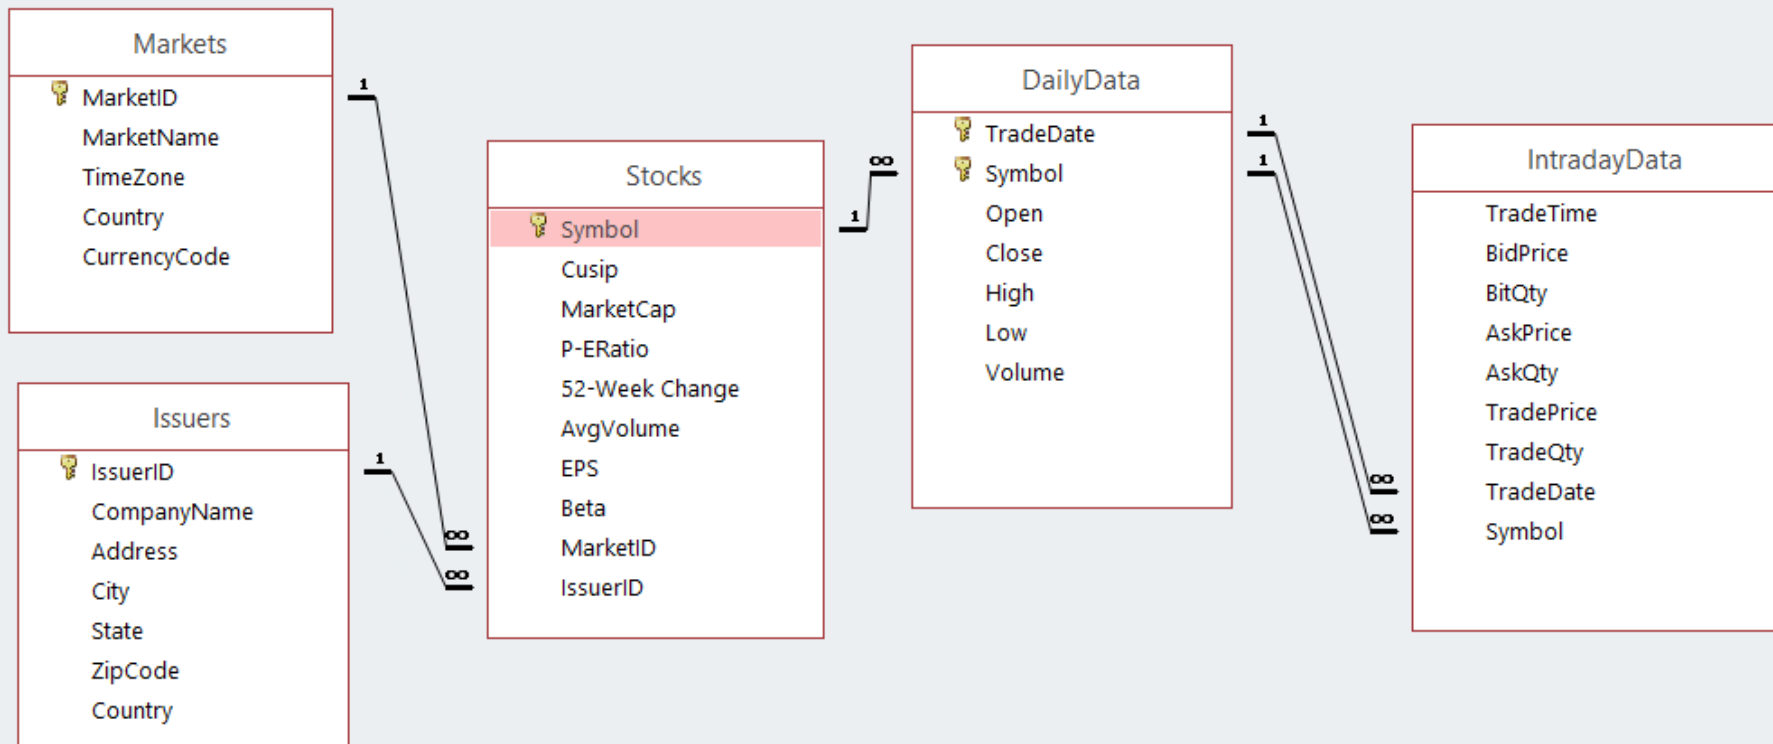 Markets
MarketID
MarketName
TimeZone
Country
CurrencyCode
1
Issuers
IssuerID
CompanyName
Address
City
State
ZipCode
Country
1
∞
∞
Stocks
Symbol
Cusip
MarketCap
P-ERatio
52-Week Change
AvgVolume
EPS
Beta
MarketID
IssuerID
1
∞
DailyData
TradeDate
Symbol
Open
Close
High
Low
Volume
1
1
∞
∞
IntradayData
TradeTime
BidPrice
BitQty
AskPrice
AskQty
TradePrice
TradeQty
TradeDate
Symbol